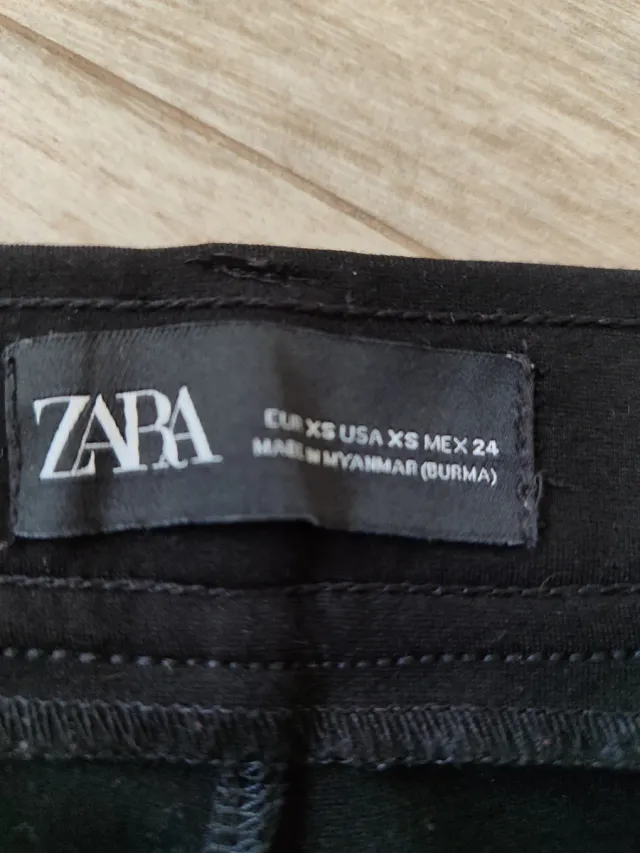 ZARA
EUR XS USA XS MEX 24
MADE IN MYANMAR (BURMA)